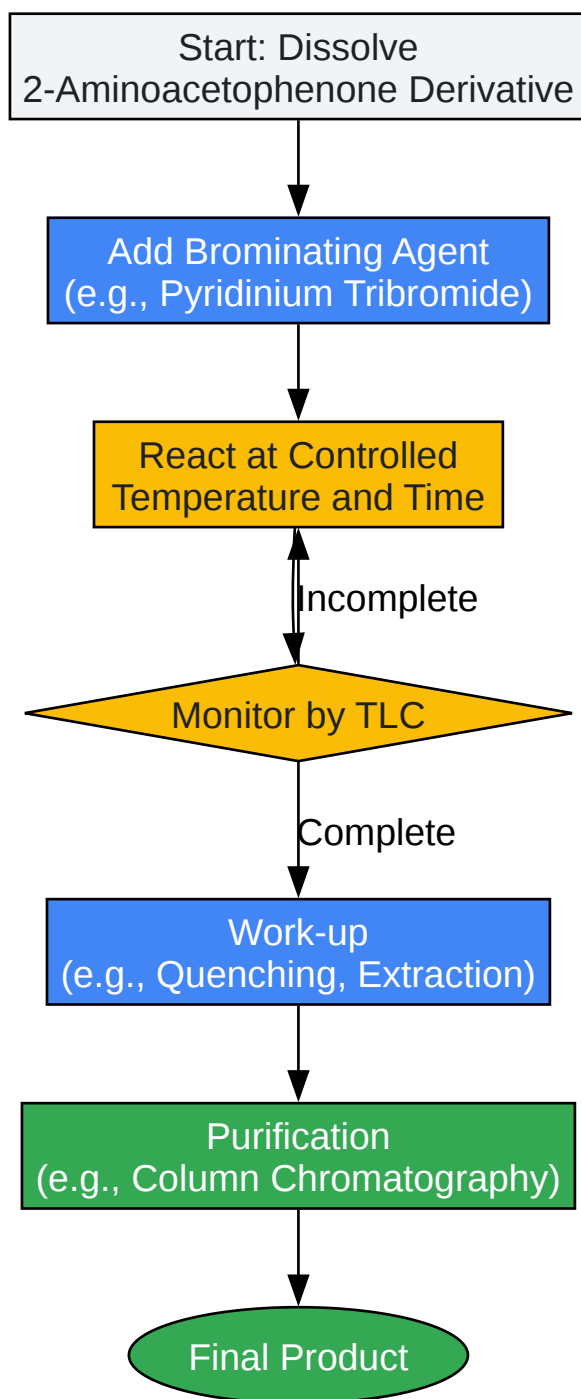 Start: Dissolve
2-Aminoacetophenone Derivative
Add Brominating Agent
(e.g., Pyridinium Tribromide)
React at Controlled
Temperature and Time
Incomplete
Monitor by TLC
Complete
Work-up
(e.g., Quenching, Extraction)
Purification
(e.g., Column Chromatography)
Final Product